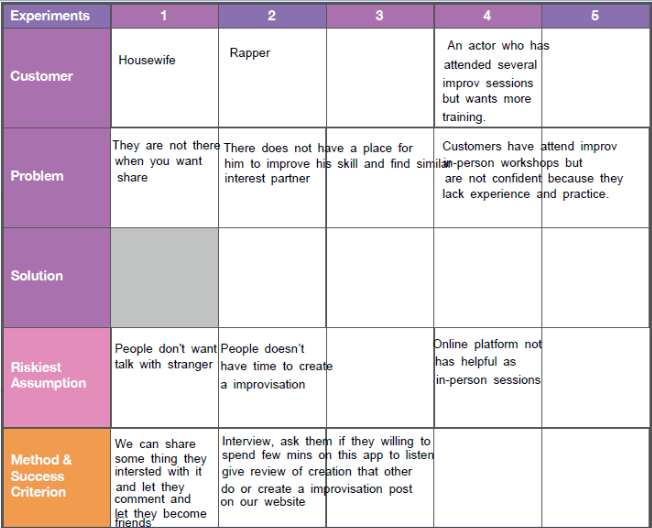 Experiments 1 2 3 4 5
Customer
Housewife
Rapper
An actor who has
attended several
improv sessions
but wants more
training.
Problem
They are not there
when you want
share
There does not have a place for
him to improve his skill and find similar
interest partner
Customers have attend improv
in-person workshops but
are not confident because they
lack experience and practice.
Solution
Riskiest
Assumption
People don't want
talk with stranger
People doesn't
have time to create
a improvisation
Online platform not
has helpful as
in-person sessions
Method &
Success
Criterion
We can share
some thing they
intersted with it
and let they
comment and
let they become
friends
Interview, ask them if they willing to
spend few mins on this app to listen
give review of creation that other
do or create a improvisation post
on our website